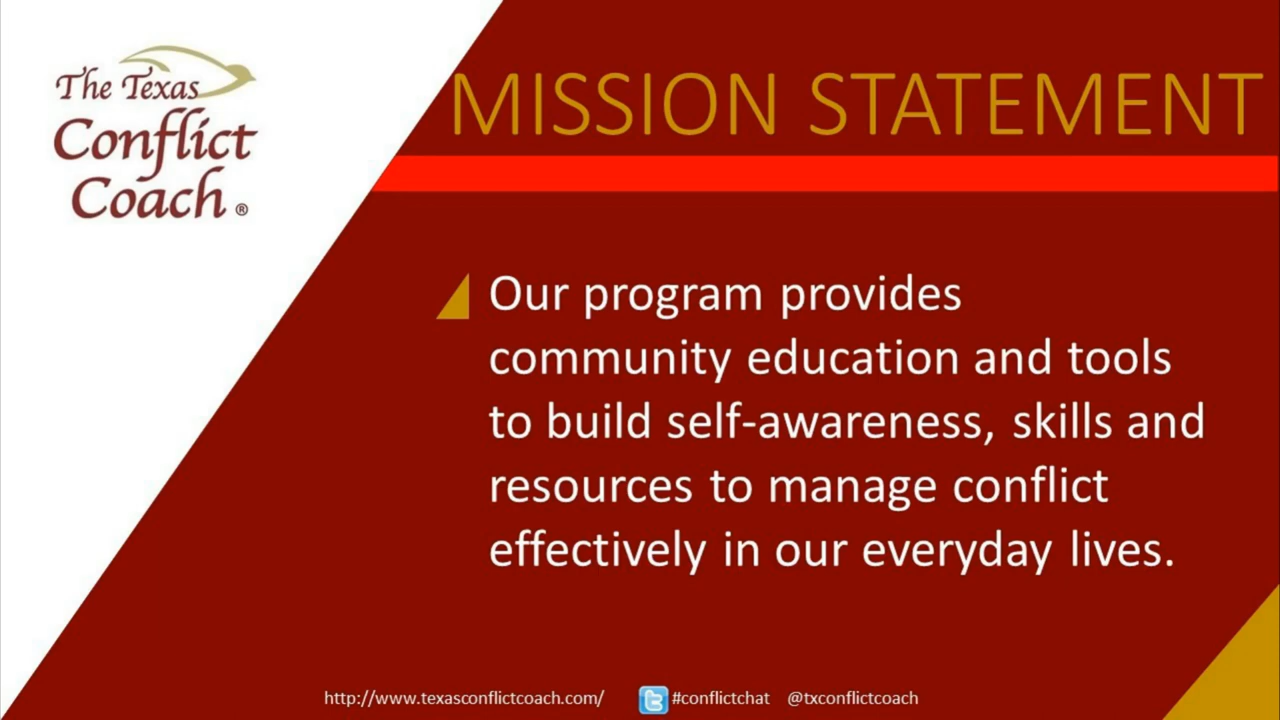 The Texas
Conflict
Coach ®
MISSION STATEMENT
Our program provides
community education and tools
to build self-awareness, skills and
resources to manage conflict
effectively in our everyday lives.
http://www.texasconflictcoach.com/ #conflictchat @txconflictcoach